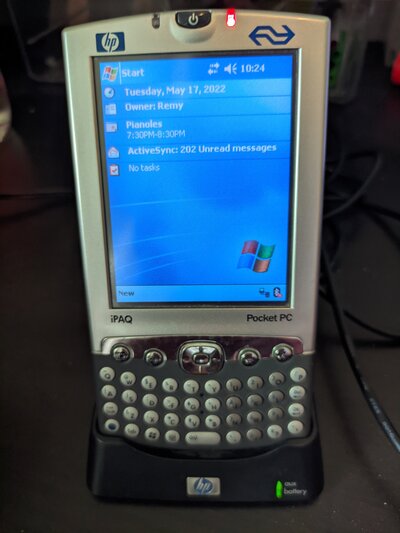 hp
Start 10:24
Tuesday, May 17, 2022
Owner: Remy
Pianoles
7:30PM-8:30PM
ActiveSync: 202 Unread messages
No tasks
New
iPAQ Pocket PC
Q W E R T Y U I O P
hp
aux
battery